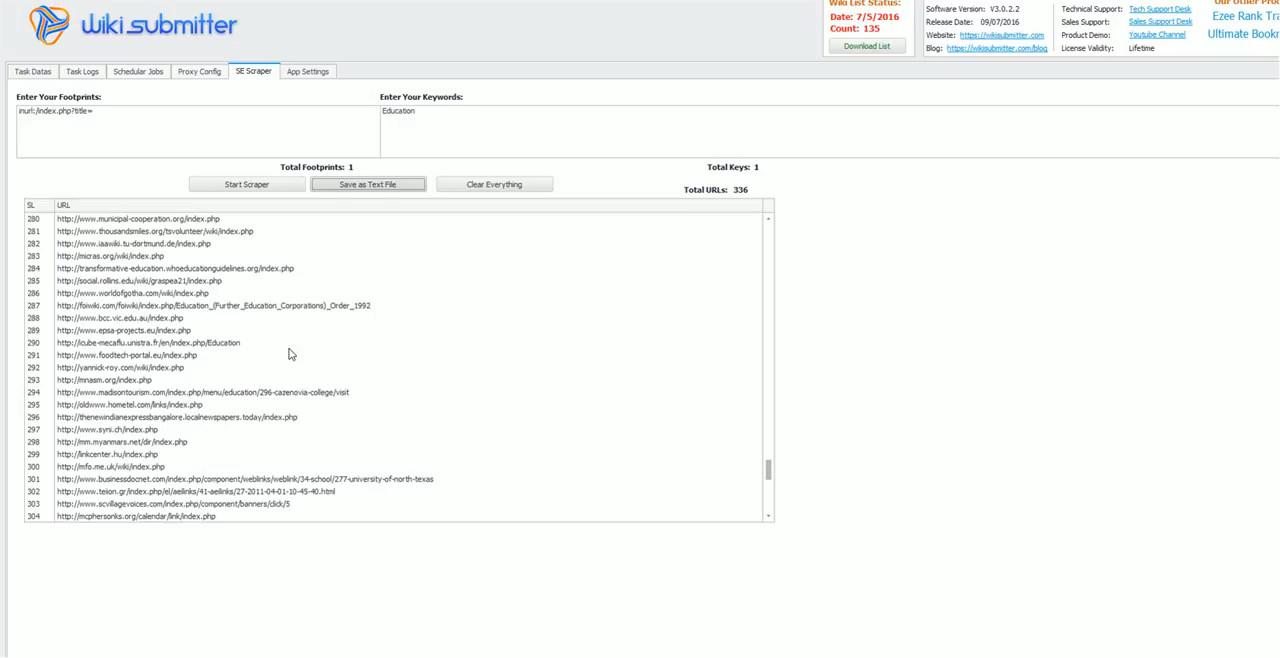 wiki submitter
Wiki List Status:
Date: 7/5/2016
Count: 135
Download List
Software Version: V3.0.2.2
Release Date: 09/07/2016
Website: https://wikisubmitter.com
Blog: https://wikisubmitter.com/blog
Technical Support: Tech Support Desk
Sales Support: Sales Support Desk
Product Demo: Youtube Channel
License Validity: Lifetime
Our Other Pro
Ezee Rank Tra
Ultimate Bookm
Task Datas Task Logs Schedular Jobs Proxy Config SE Scraper App Settings
Enter Your Footprints: Enter Your Keywords:
inurl:/index.php?title= Education
Total Footprints: 1 Total Keys: 1
Start Scraper Save as Text File Clear Everything Total URLs: 336
SL URL
280 http://www.municipal-cooperation.org/index.php
281 http://www.thousandsmiles.org/tsvolunteer/wiki/index.php
282 http://www.iaawiki.tu-dortmund.de/index.php
283 http://micras.org/wiki/index.php
284 http://transformative-education.whoeducationguidelines.org/index.php
285 http://social.rollins.edu/wiki/graspea21/index.php
286 http://www.worldofgotha.com/wiki/index.php
287 http://foiwiki.com/foiwiki/index.php/Education_(Further_Education_Corporations)_Order_1992
288 http://www.bcc.vic.edu.au/index.php
289 http://www.epsa-projects.eu/index.php
290 http://icube-mecaflu.unistra.fr/en/index.php/Education
291 http://www.foodtech-portal.eu/index.php
292 http://yannick-roy.com/wiki/index.php
293 http://mnasm.org/index.php
294 http://www.madisontourism.com/index.php/menu/education/296-cazenovia-college/visit
295 http://oldwww.hometel.com/links/index.php
296 http://thenewindianexpressbangalore.localnewspapers.today/index.php
297 http://www.syni.ch/index.php
298 http://mm.myanmars.net/dir/index.php
299 http://linkcenter.hu/index.php
300 http://mfo.me.uk/wiki/index.php
301 http://www.businessdocnet.com/index.php/component/weblinks/weblink/34-school/277-university-of-north-texas
302 http://www.teiion.gr/index.php/el/aeilinks/41-aeilinks/27-2011-04-01-10-45-40.html
303 http://www.scvillagevoices.com/index.php/component/banners/click/5
304 http://mcphersonks.org/calendar/link/index.php